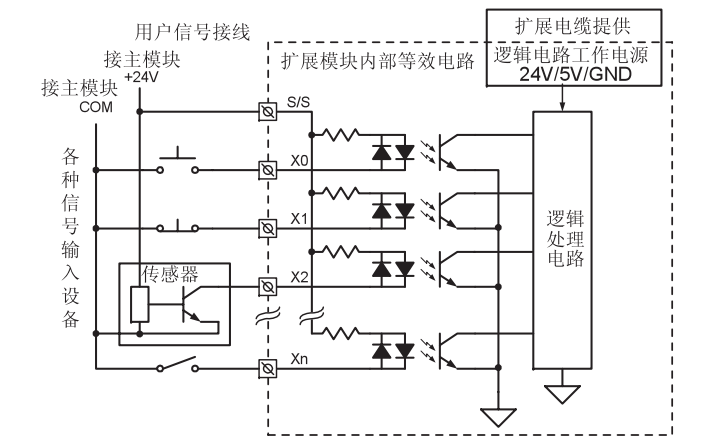 用户信号接线
接主模块
+24V
接主模块
COM
扩展模块内部等效电路
扩展电缆提供
逻辑电路工作电源
24V/5V/GND
S/S
X0
X1
X2
Xn
各种信号输入设备
传感器
逻辑
处理
电路